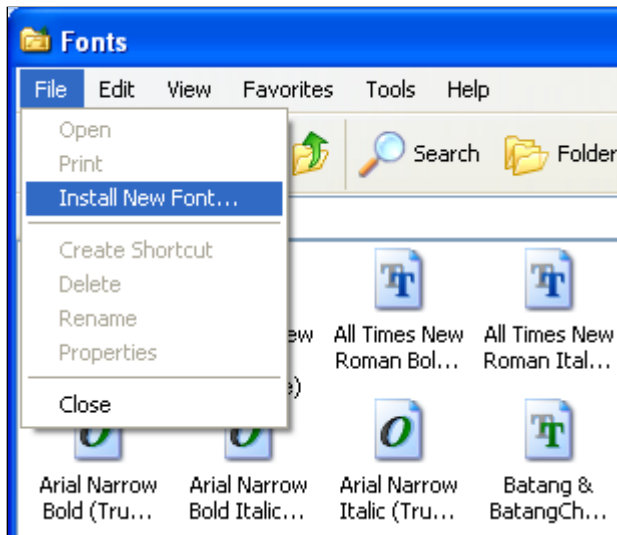 Fonts
File Edit View Favorites Tools Help
Open
Print
Install New Font...
Create Shortcut
Delete
Rename
Properties
Close
Search Folder
All Times New
Roman Bol...
All Times New
Roman Ital...
Arial Narrow
Bold (Tru...
Arial Narrow
Bold Italic...
Arial Narrow
Italic (Tru...
Batang &
BatangCh...